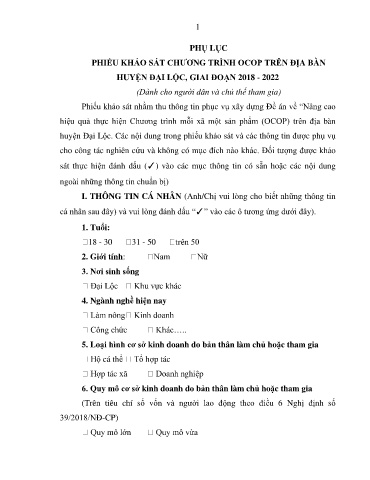 1
PHỤ LỤC
PHIẾU KHẢO SÁT CHƯƠNG TRÌNH OCOP TRÊN ĐỊA BÀN
HUYỆN ĐẠI LỘC, GIAI ĐOẠN 2018 - 2022
(Dành cho người dân và chủ thể tham gia)
Phiếu khảo sát nhằm thu thông tin phục vụ xây dựng Đề án về “Nâng cao
hiệu quả thực hiện Chương trình mỗi xã một sản phẩm (OCOP) trên địa bàn
huyện Đại Lộc. Các nội dung trong phiếu khảo sát và các thông tin được phụ vụ
cho công tác nghiên cứu và không có mục đích nào khác. Đối tượng được khảo
sát thực hiện đánh dấu (✓) vào các mục thông tin có sẵn hoặc các nội dung
ngoài những thông tin chuẩn bị)
I. THÔNG TIN CÁ NHÂN (Anh/Chị vui lòng cho biết những thông tin
cá nhân sau đây) và vui lòng đánh dấu “✓” vào các ô tương ứng dưới đây).
1. Tuổi:
□18 - 30 □31 - 50 □trên 50
2. Giới tính: □Nam □Nữ
3. Nơi sinh sống
□ Đại Lộc □ Khu vực khác
4. Ngành nghề hiện nay
□ Làm nông□ Kinh doanh
□ Công chức □ Khác…..
5. Loại hình cơ sở kinh doanh do bản thân làm chủ hoặc tham gia
□Hộ cá thể □ Tổ hợp tác
□ Hợp tác xã □ Doanh nghiệp
6. Quy mô cơ sở kinh doanh do bản thân làm chủ hoặc tham gia
(Trên tiêu chí số vốn và người lao động theo điều 6 Nghị định số
39/2018/NĐ-CP)
□ Quy mô lớn □ Quy mô vừa